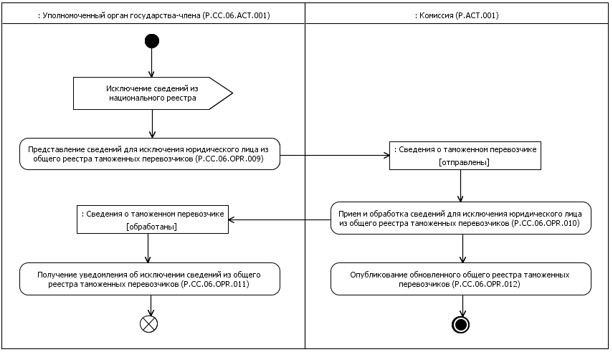 : Уполномоченный орган государства-члена (P.CC.06.ACT.001)
: Комиссия (P.ACT.001)
Исключение сведений из
национального реестра
Представление сведений для исключения юридического лица из
общего реестра таможенных перевозчиков (P.CC.06.OPR.009)
: Сведения о таможенном перевозчике
[отправлены]
: Сведения о таможенном перевозчике
[обработаны]
Прием и обработка сведений для исключения юридического лица
из общего реестра таможенных перевозчиков (P.CC.06.OPR.010)
Получение уведомления об исключении сведений из общего
реестра таможенных перевозчиков (P.CC.06.OPR.011)
Опубликование обновленного общего реестра таможенных
перевозчиков (P.CC.06.OPR.012)